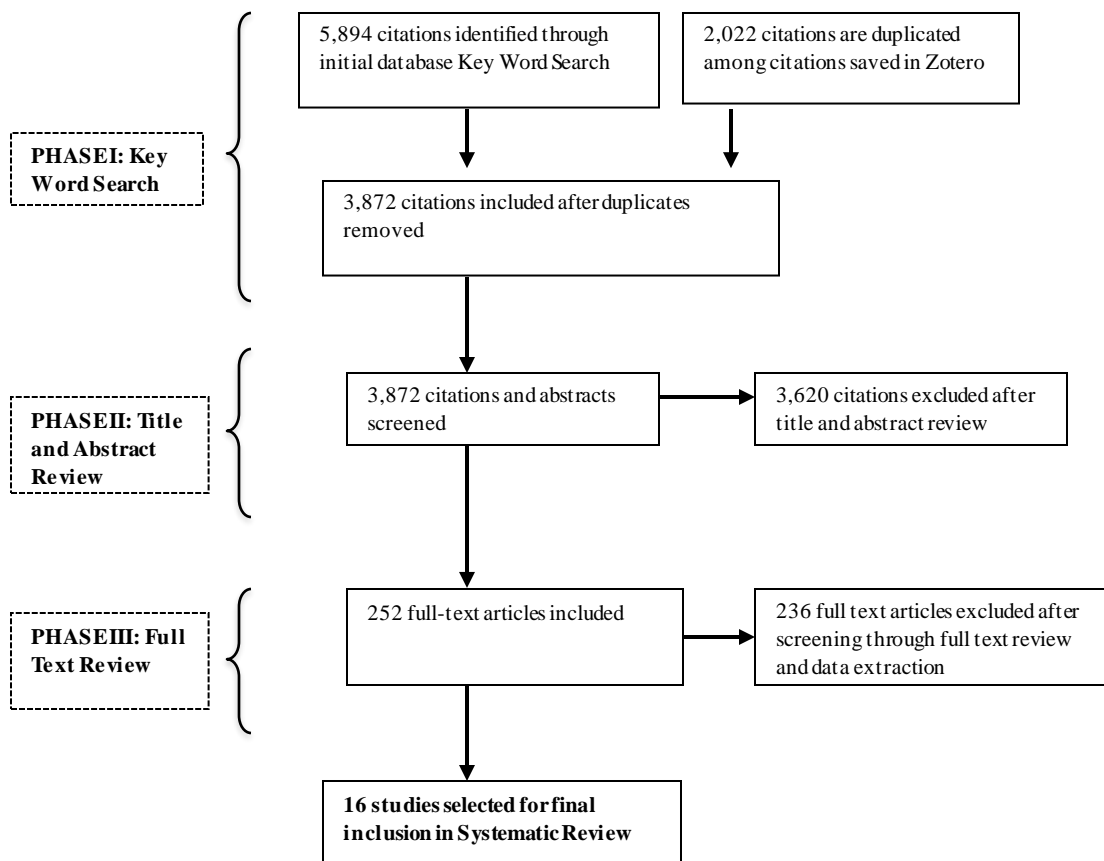 5,894 citations identified through
initial database Key Word Search
2,022 citations are duplicated
among citations saved in Zotero
PHASEI: Key
Word Search
3,872 citations included after duplicates
removed
PHASEII: Title
and Abstract
Review
3,872 citations and abstracts
screened
3,620 citations excluded after
title and abstract review
PHASEIII: Full
Text Review
252 full-text articles included
236 full text articles excluded after
screening through full text review
and data extraction
16 studies selected for final
inclusion in Systematic Review